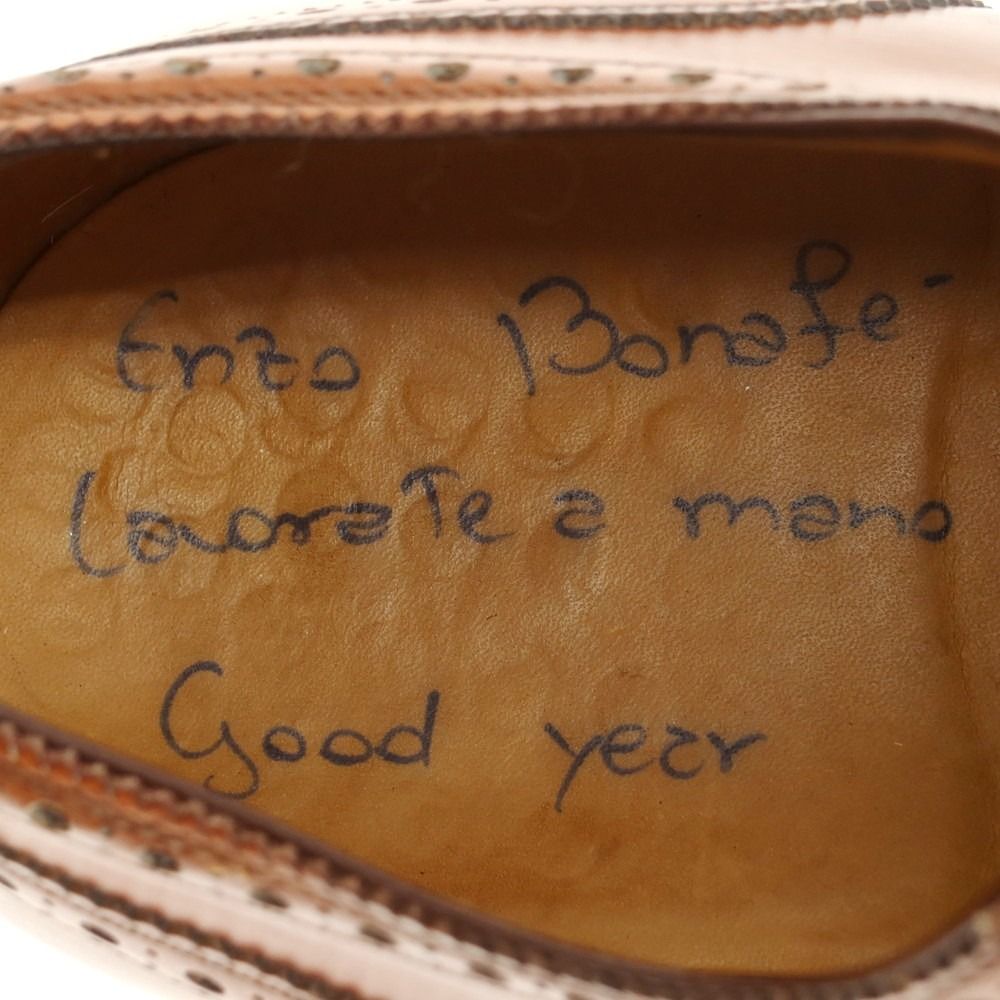 Enzo Bonafe'
Lavorate a mano
Good year